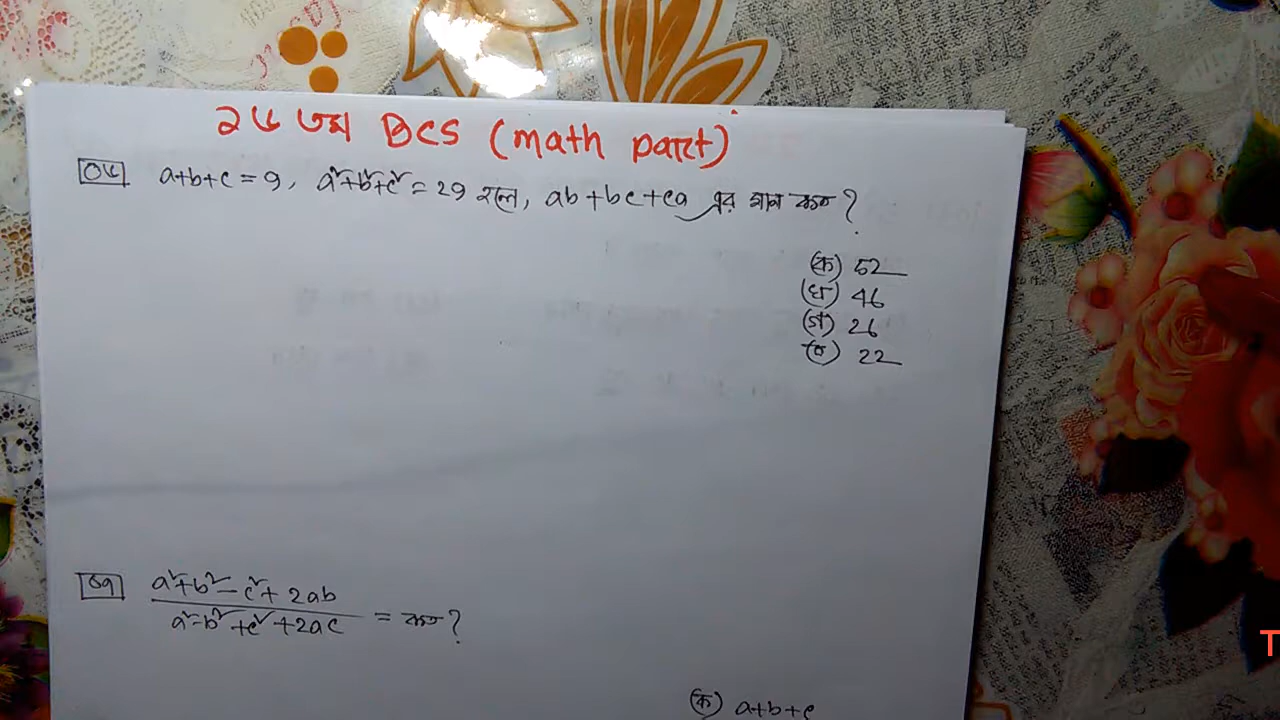 ২৬ তম BCS (math part)
০৬ a+b+c = 9, a²+b²+c² = 29 হলে, ab+bc+ca এর মান কত?
(ক) 52
(খ) 46
(গ) 26
(ঘ) 22
০৭ a²+b²-c²+2ab
a²-b²+c²+2ac = কত?
(ক) a+b+c
T